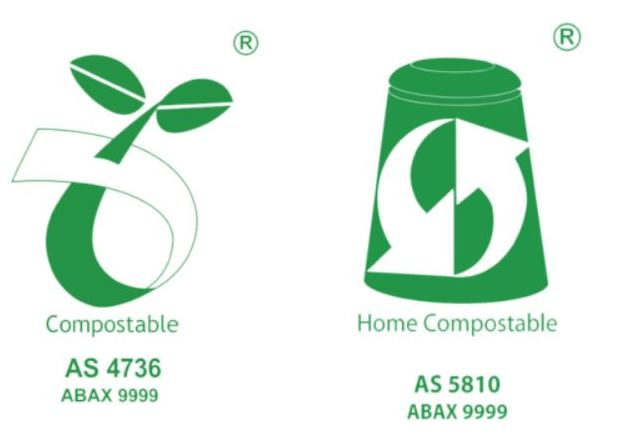 ®
Compostable
AS 4736
ABAX 9999
®
Home Compostable
AS 5810
ABAX 9999